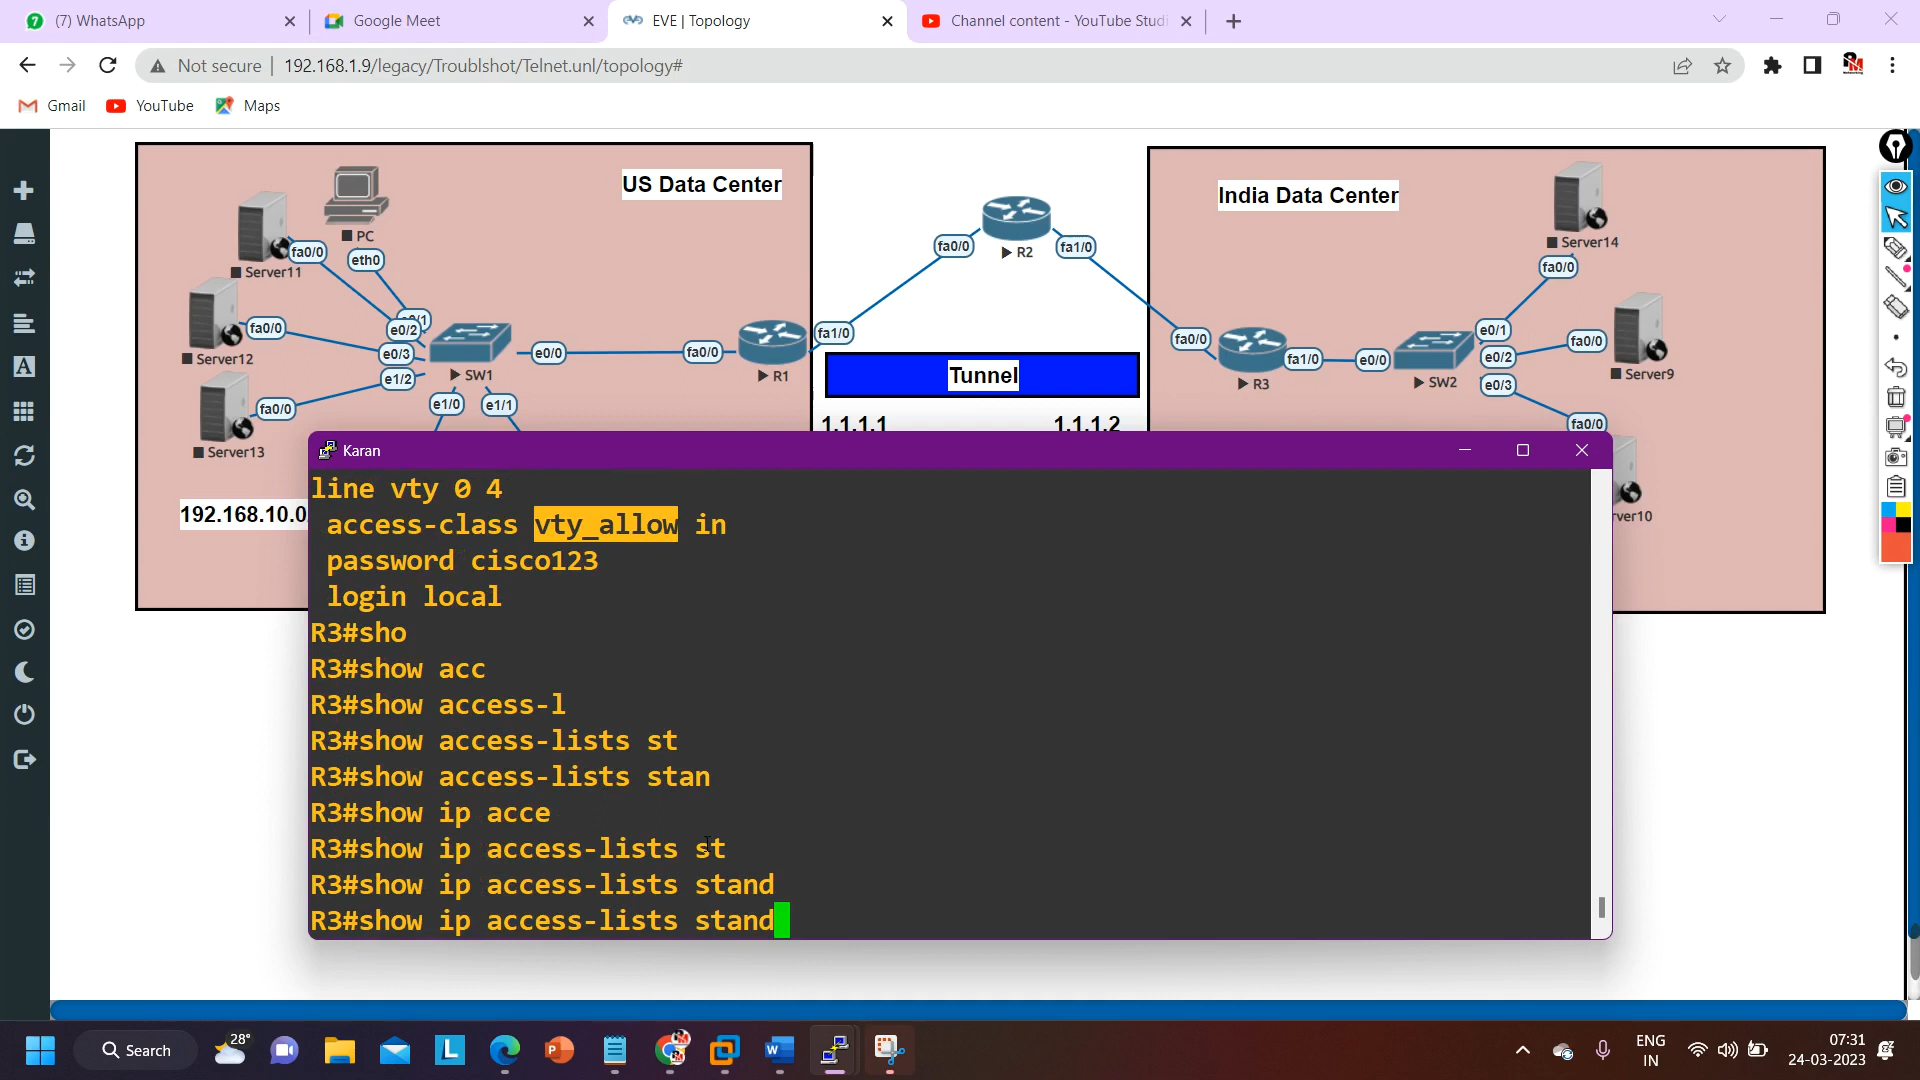 (7) WhatsApp
Google Meet
EVE | Topology
Channel content - YouTube Studi
Not secure
192.168.1.9/legacy/Troublshot/Telnet.unl/topology#
Gmail
YouTube
Maps
US Data Center
India Data Center
PC
eth0
Server11
fa0/0
Server12
fa0/0
Server13
fa0/0
e0/2
e0/3
e1/2
e1/0
e1/1
SW1
e0/0
fa0/0
R1
fa1/0
fa0/0
R2
fa1/0
Tunnel
1.1.1.1
1.1.1.2
fa0/0
R3
fa1/0
e0/0
SW2
e0/1
e0/2
e0/3
fa0/0
Server14
fa0/0
Server9
fa0/0
192.168.10.0
Karan
line vty 0 4
access-class vty_allow in
password cisco123
login local
R3#sho
R3#show acc
R3#show access-l
R3#show access-lists st
R3#show access-lists stan
R3#show ip acce
R3#show ip access-lists st
R3#show ip access-lists stand
R3#show ip access-lists stand
28°
Search
ENG
IN
07:31
24-03-2023